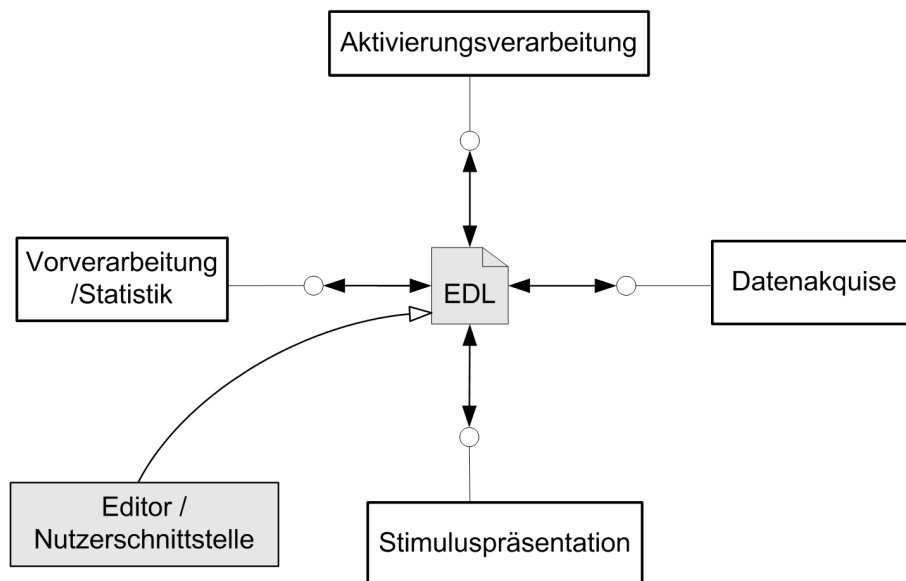 Aktivierungsverarbeitung
Vorverarbeitung
/Statistik
EDL
Datenakquise
Editor /
Nutzerschnittstelle
Stimuluspräsentation